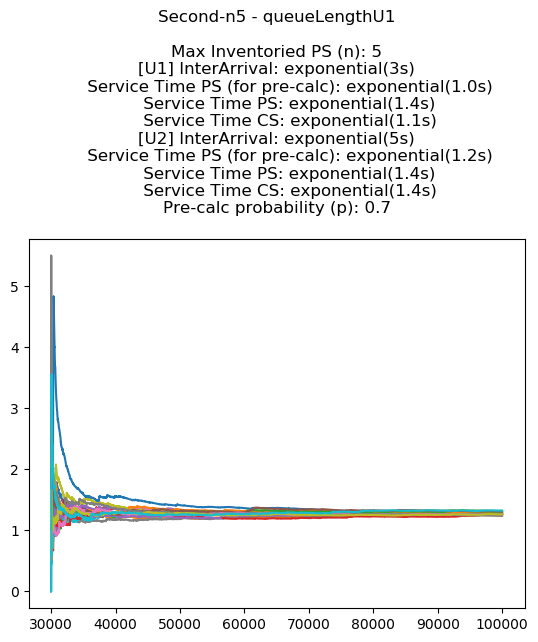 Second-n5 - queueLengthU1
Max Inventoried PS (n): 5
[U1] InterArrival: exponential(3s)
Service Time PS (for pre-calc): exponential(1.0s)
Service Time PS: exponential(1.4s)
Service Time CS: exponential(1.1s)
[U2] InterArrival: exponential(5s)
Service Time PS (for pre-calc): exponential(1.2s)
Service Time PS: exponential(1.4s)
Service Time CS: exponential(1.4s)
Pre-calc probability (p): 0.7
5
4
3
2
1
0
30000 40000 50000 60000 70000 80000 90000 100000